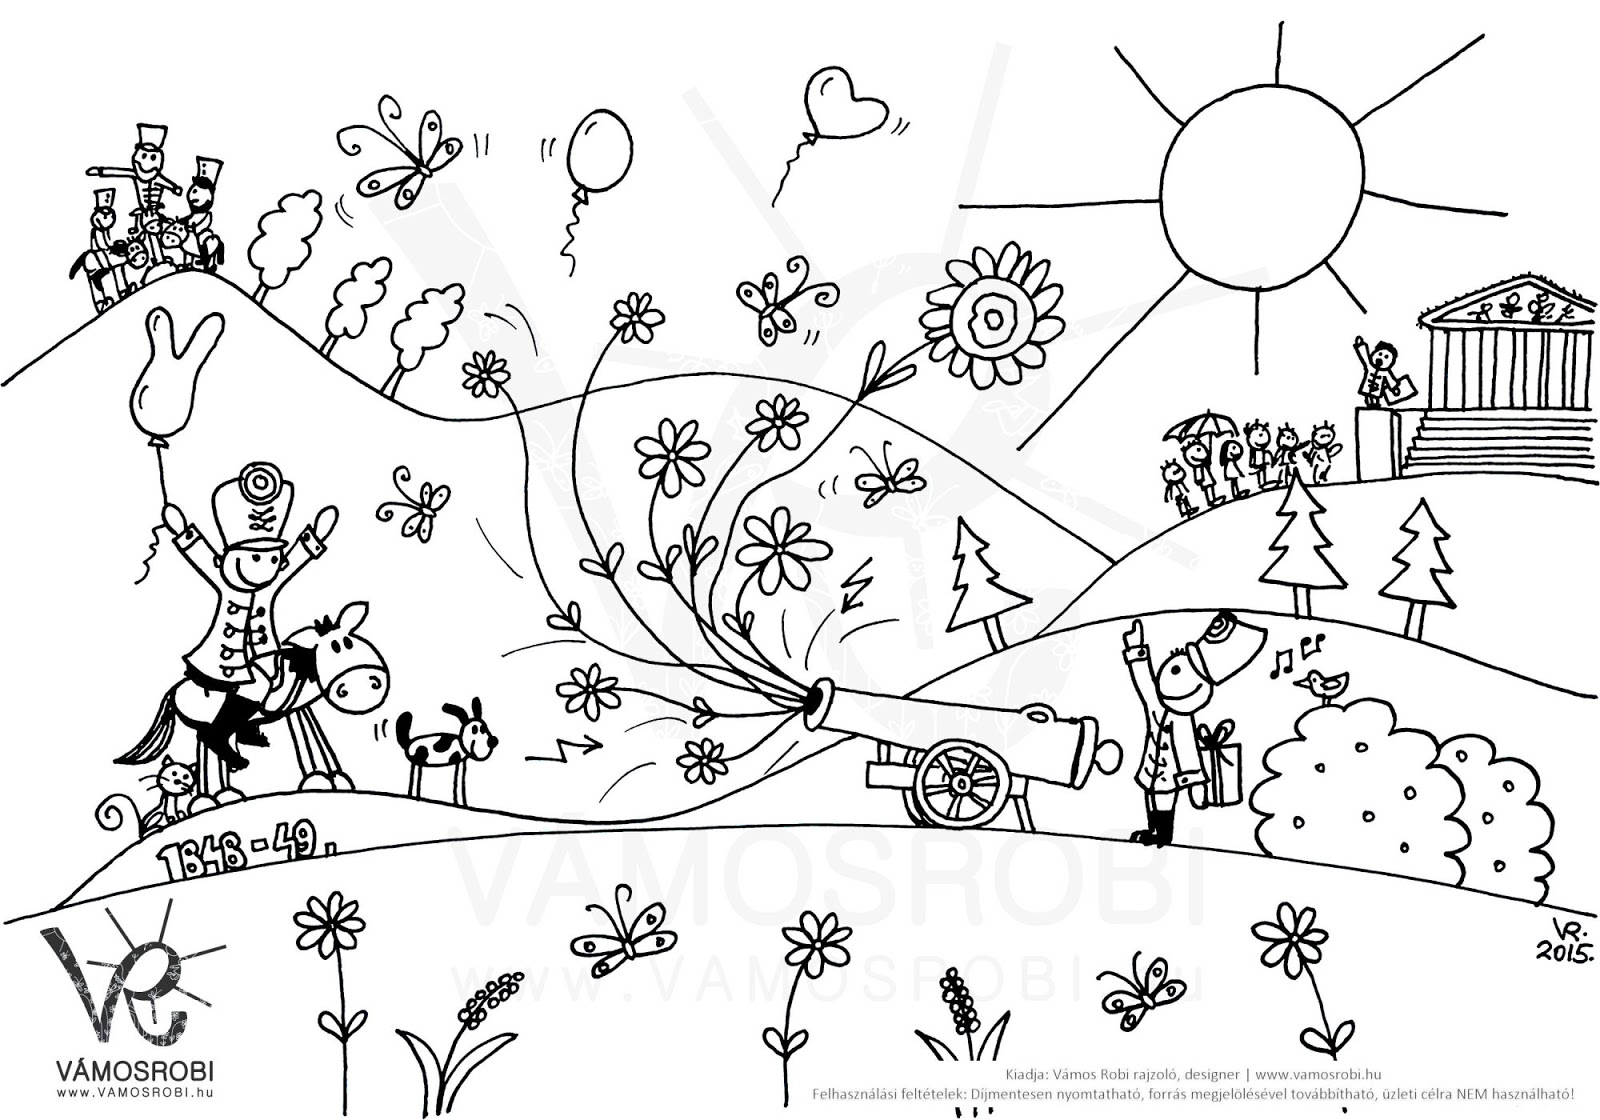 1848-49.
VR.
2015.
VÁMOSROBI
www.VAMOSROBI.hu
VR
VÁMOSROBI
www.VAMOSROBI.hu
Kiadja: Vámos Robi rajzoló, designer | www.vamosrobi.hu
Felhasználási feltételek: Díjmentesen nyomtatható, forrás megjelölésével továbbítható, üzleti célra NEM használható!